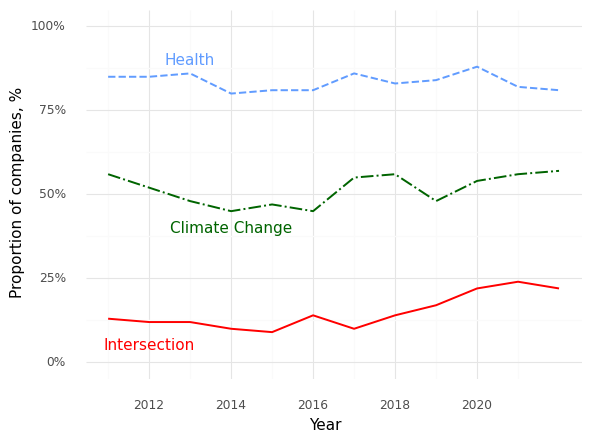 100%
Health
75%
50%
Climate Change
25%
Intersection
0%
Proportion of companies, %
2012 2014 2016 2018 2020
Year